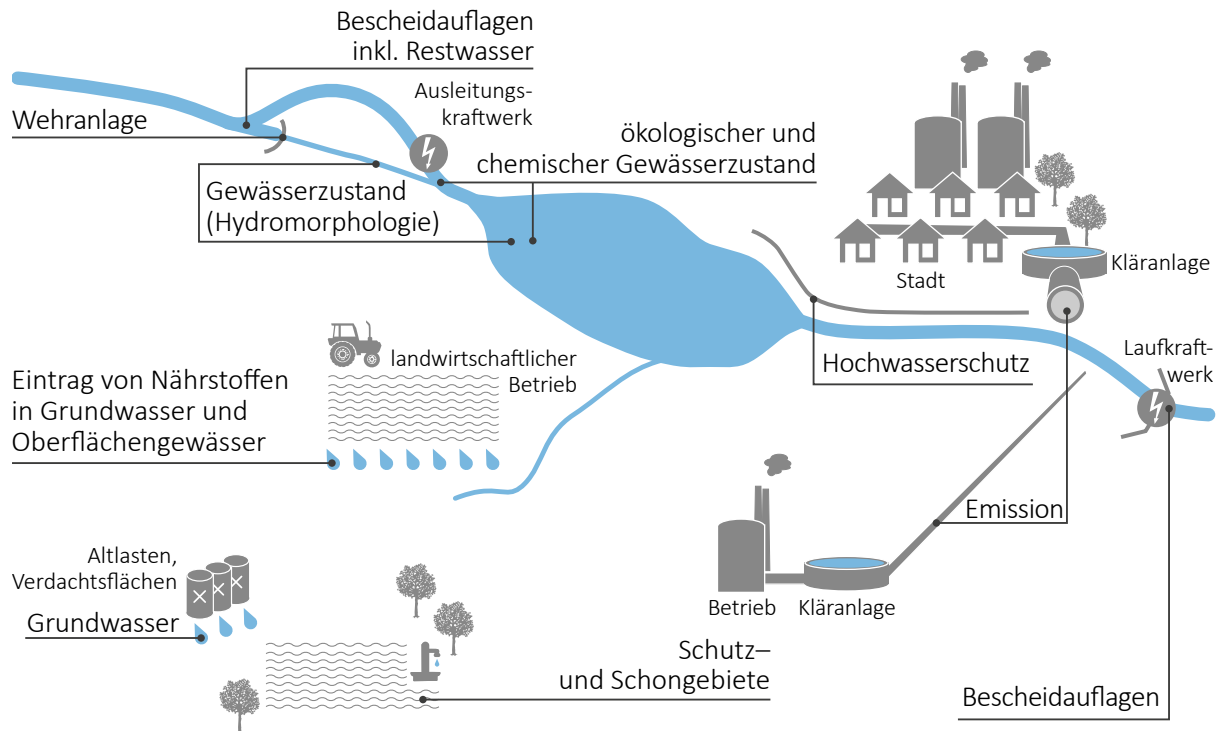 Bescheidauflagen
inkl. Restwasser
Ausleitungs-
kraftwerk
Wehranlage
ökologischer und
chemischer Gewässerzustand
Gewässerzustand
(Hydromorphologie)
Stadt
Kläranlage
Hochwasserschutz
Laufkraft-
werk
landwirtschaftlicher
Betrieb
Eintrag von Nährstoffen
in Grundwasser und
Oberflächengewässer
Emission
Altlasten,
Verdachtsflächen
Grundwasser
Betrieb
Kläranlage
Schutz–
und Schongebiete
Bescheidauflagen